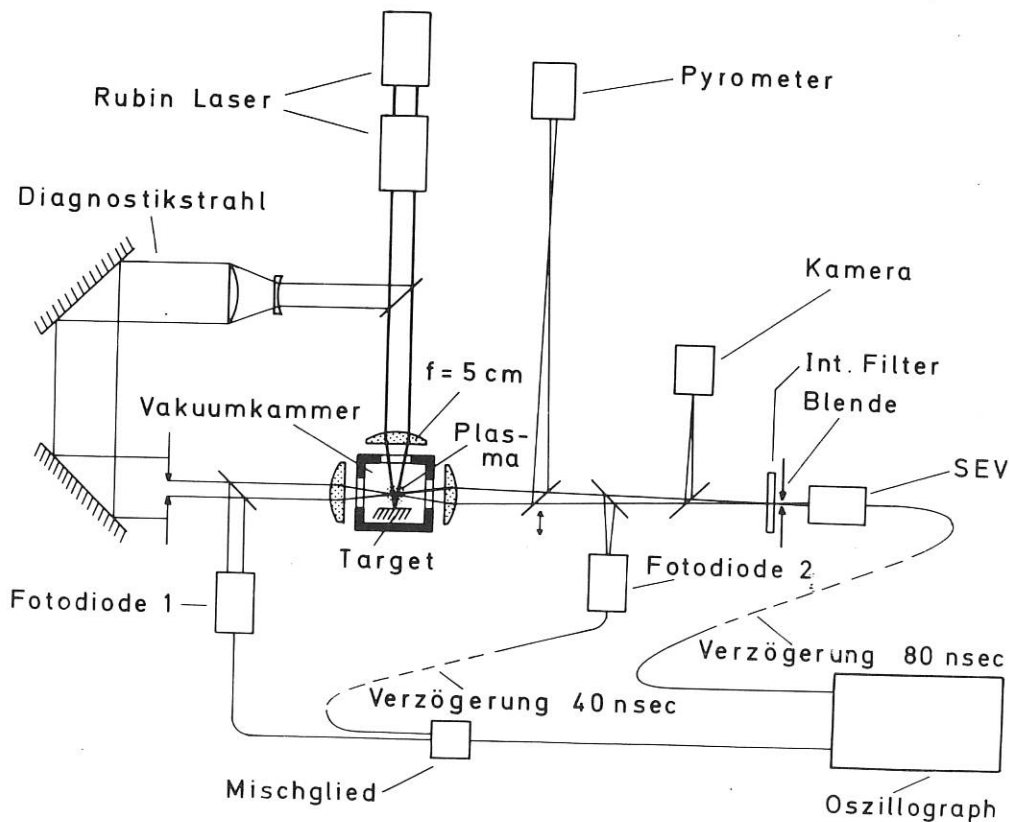 Rubin Laser
Pyrometer
Diagnostikstrahl
Kamera
f = 5 cm
Int. Filter
Vakuumkammer
Blende
Plas-
ma
SEV
Target
Fotodiode 2
Fotodiode 1
Verzögerung 80 nsec
Verzögerung 40 nsec
Mischglied
Oszillograph